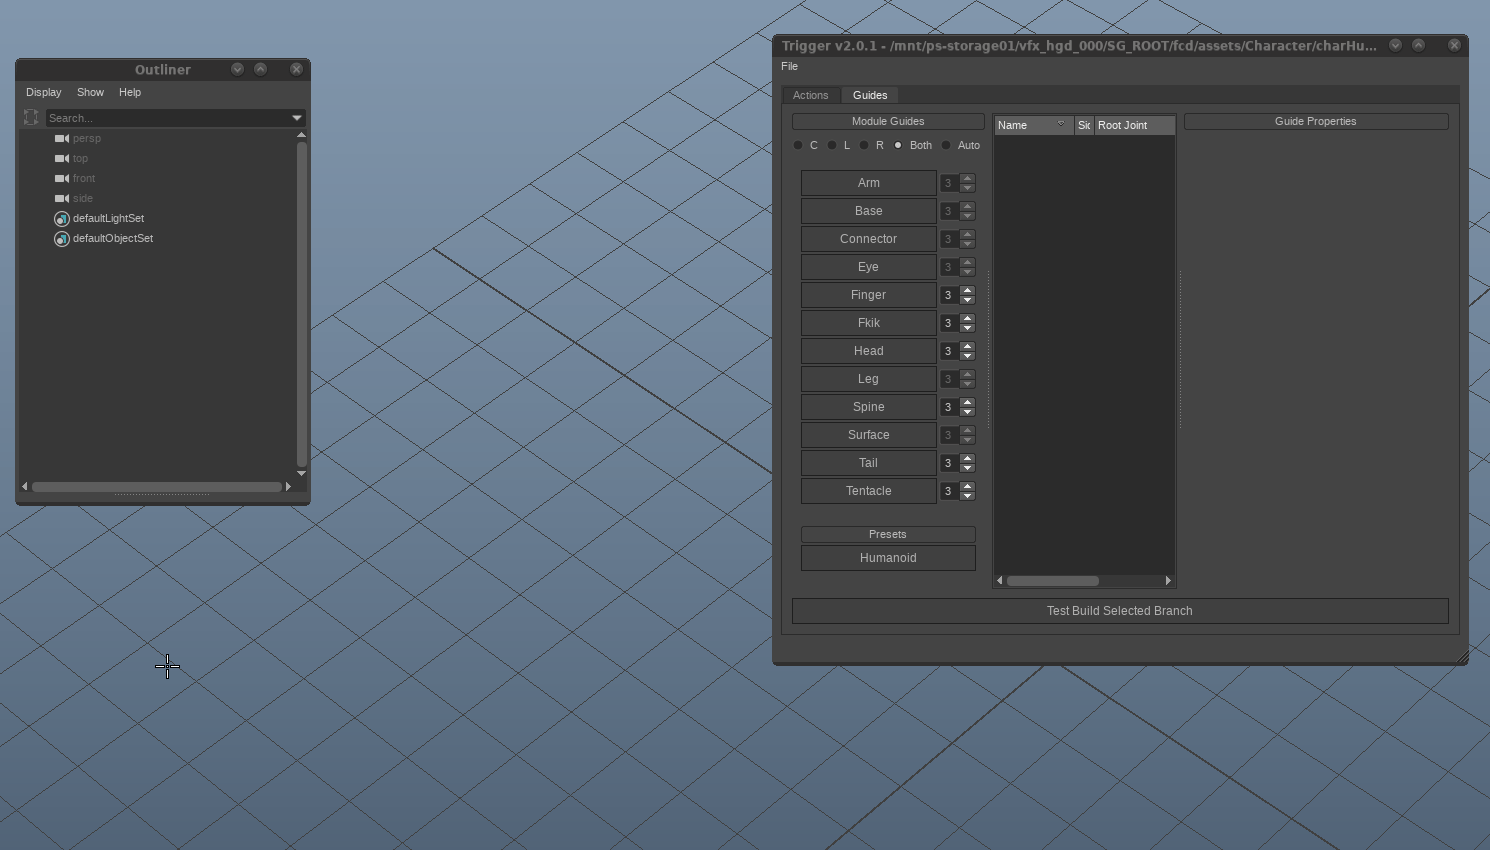 Trigger v2.0.1 - /mnt/ps-storage01/vfx_hgd_000/SG_ROOT/fcd/assets/Character/charHu...
File
Actions
Guides
Module Guides
C
L
R
Both
Auto
Arm
3
Base
3
Connector
3
Eye
3
Finger
3
Fkik
3
Head
3
Leg
3
Spine
3
Surface
3
Tail
3
Tentacle
3
Presets
Humanoid
Name
Sic
Root Joint
Guide Properties
Test Build Selected Branch
Outliner
Display
Show
Help
Search...
persp
top
front
side
defaultLightSet
defaultObjectSet